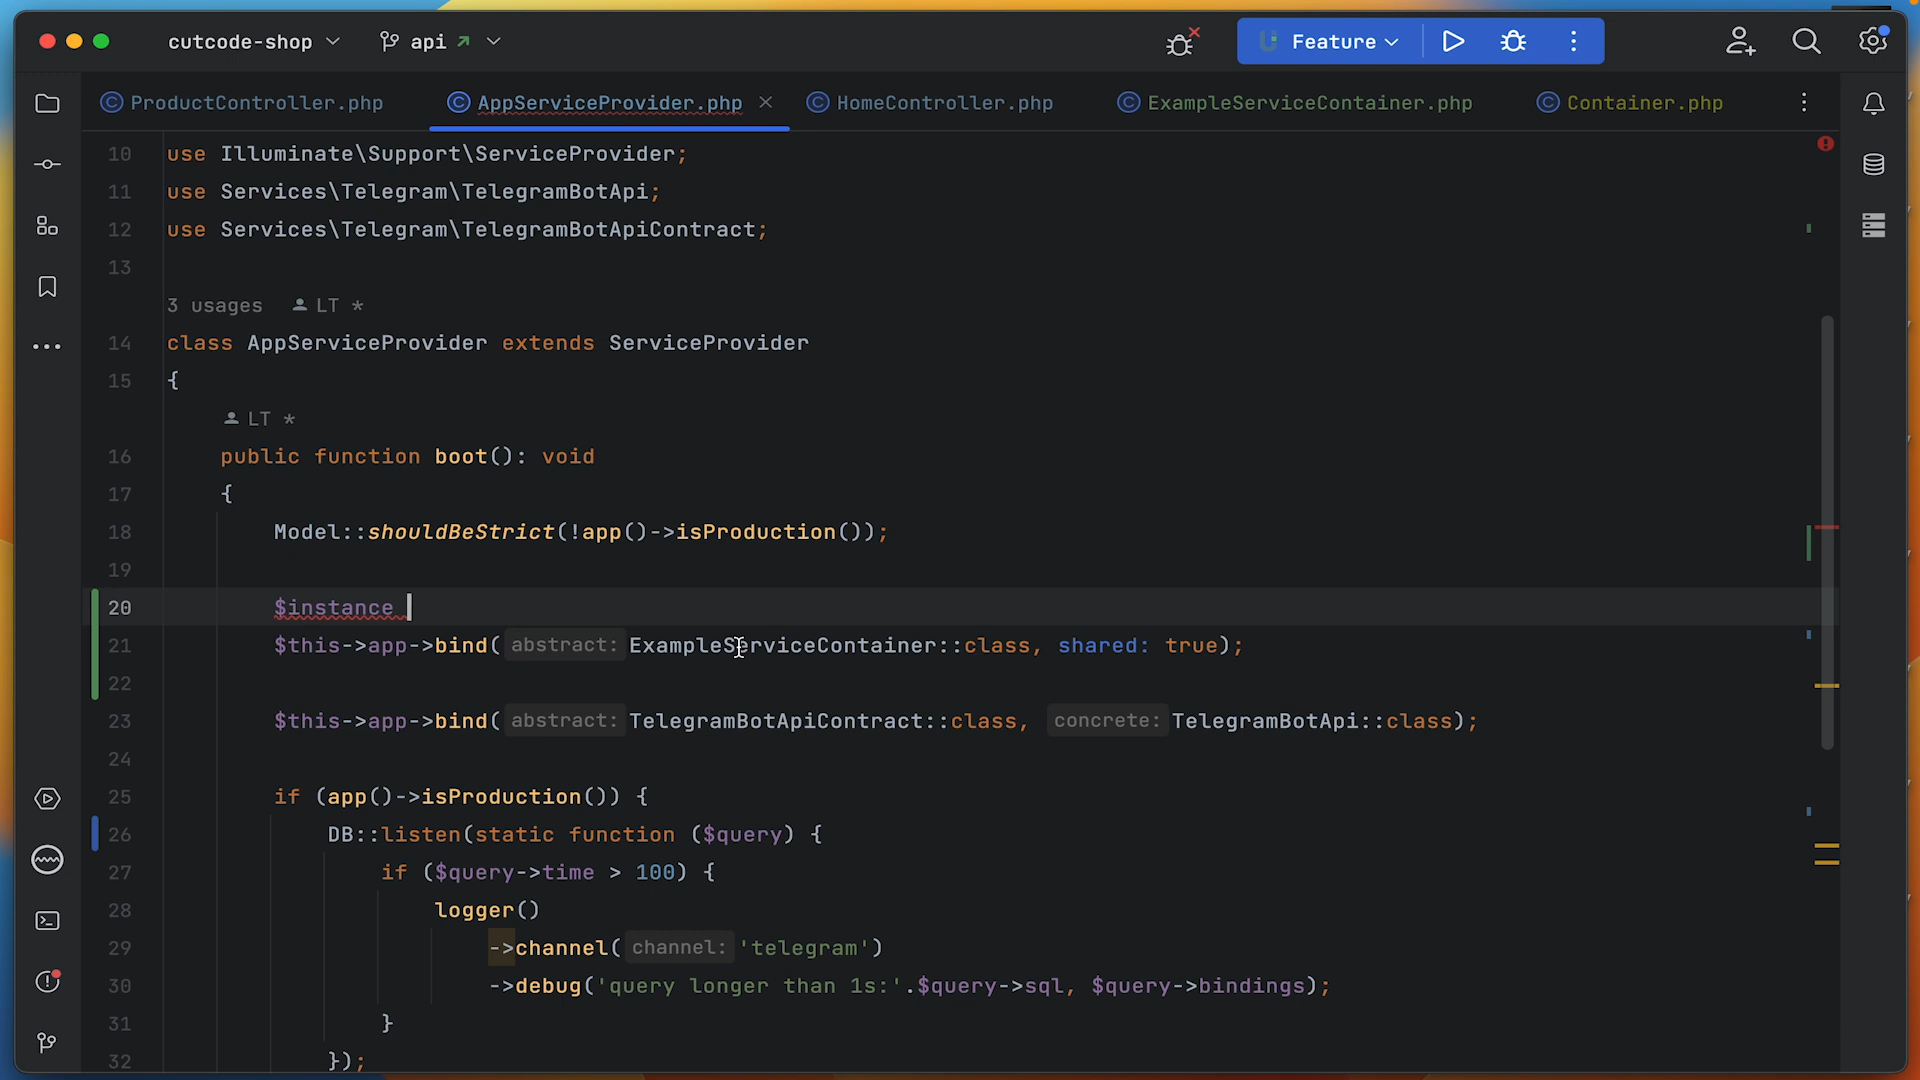 cutcode-shop
api
Feature
ProductController.php
AppServiceProvider.php
HomeController.php
ExampleServiceContainer.php
Container.php
10 use Illuminate\Support\ServiceProvider;
11 use Services\Telegram\TelegramBotApi;
12 use Services\Telegram\TelegramBotApiContract;
13
3 usages LT *
14 class AppServiceProvider extends ServiceProvider
15 {
LT *
16 public function boot(): void
17 {
18 Model::shouldBeStrict(!app()->isProduction());
19
20 $instance
21 $this->app->bind( abstract: ExampleServiceContainer::class, shared: true);
22
23 $this->app->bind( abstract: TelegramBotApiContract::class, concrete: TelegramBotApi::class);
24
25 if (app()->isProduction()) {
26 DB::listen(static function ($query) {
27 if ($query->time > 100) {
28 logger()
29 ->channel( channel: 'telegram')
30 ->debug('query longer than 1s:'.$query->sql, $query->bindings);
31 }
32 });